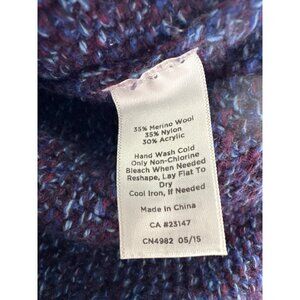 35% Merino Wool
35% Nylon
30% Acrylic
Hand Wash Cold
Only Non-Chlorine
Bleach When Needed
Reshape, Lay Flat To
Dry
Cool Iron, If Needed
Made in China
CA #23147
CN4982 05/15